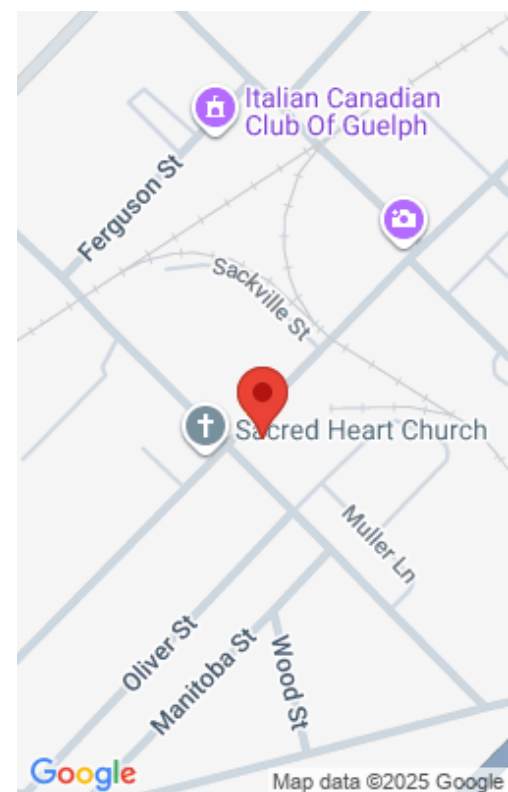 Italian Canadian
Club Of Guelph
Ferguson St
Sackville St
Sacred Heart Church
Muller Ln
Oliver St
Manitoba St
Wood St
Google
Map data ©2025 Google